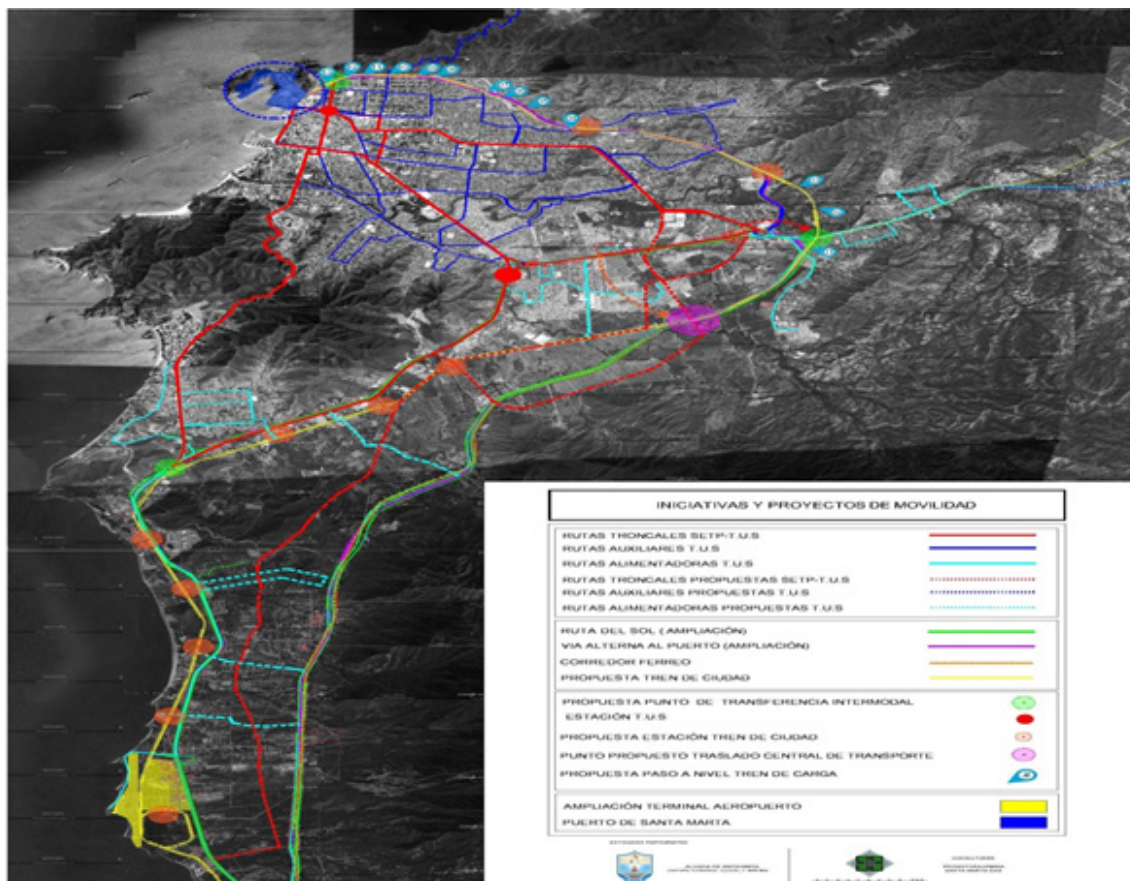 INICIATIVAS Y PROYECTOS DE MOVILIDAD
RUTAS TRONCALES SETP-T.U.S
RUTAS AUXILIARES T.U.S
RUTAS ALIMENTADORAS T.U.S
RUTAS TRONCALES PROPUESTAS SETP-T.U.S
RUTAS AUXILIARES PROPUESTAS T.U.S
RUTAS ALIMENTADORAS PROPUESTAS T.U.S
RUTA DEL SOL ( AMPLIACIÓN)
VIA ALTERNA AL PUERTO (AMPLIACIÓN)
CORREDOR FERREO
PROPUESTA TREN DE CIUDAD
PROPUESTA PUNTO DE TRANSFERENCIA INTERMODAL
ESTACIÓN T.U.S
PROPUESTA ESTACIÓN TREN DE CIUDAD
PUNTO PROPUESTO TRASLADO CENTRAL DE TRANSPORTE
PROPUESTA PASO A NIVEL TREN DE CARGA
AMPLIACIÓN TERMINAL AEROPUERTO
PUERTO DE SANTA MARTA